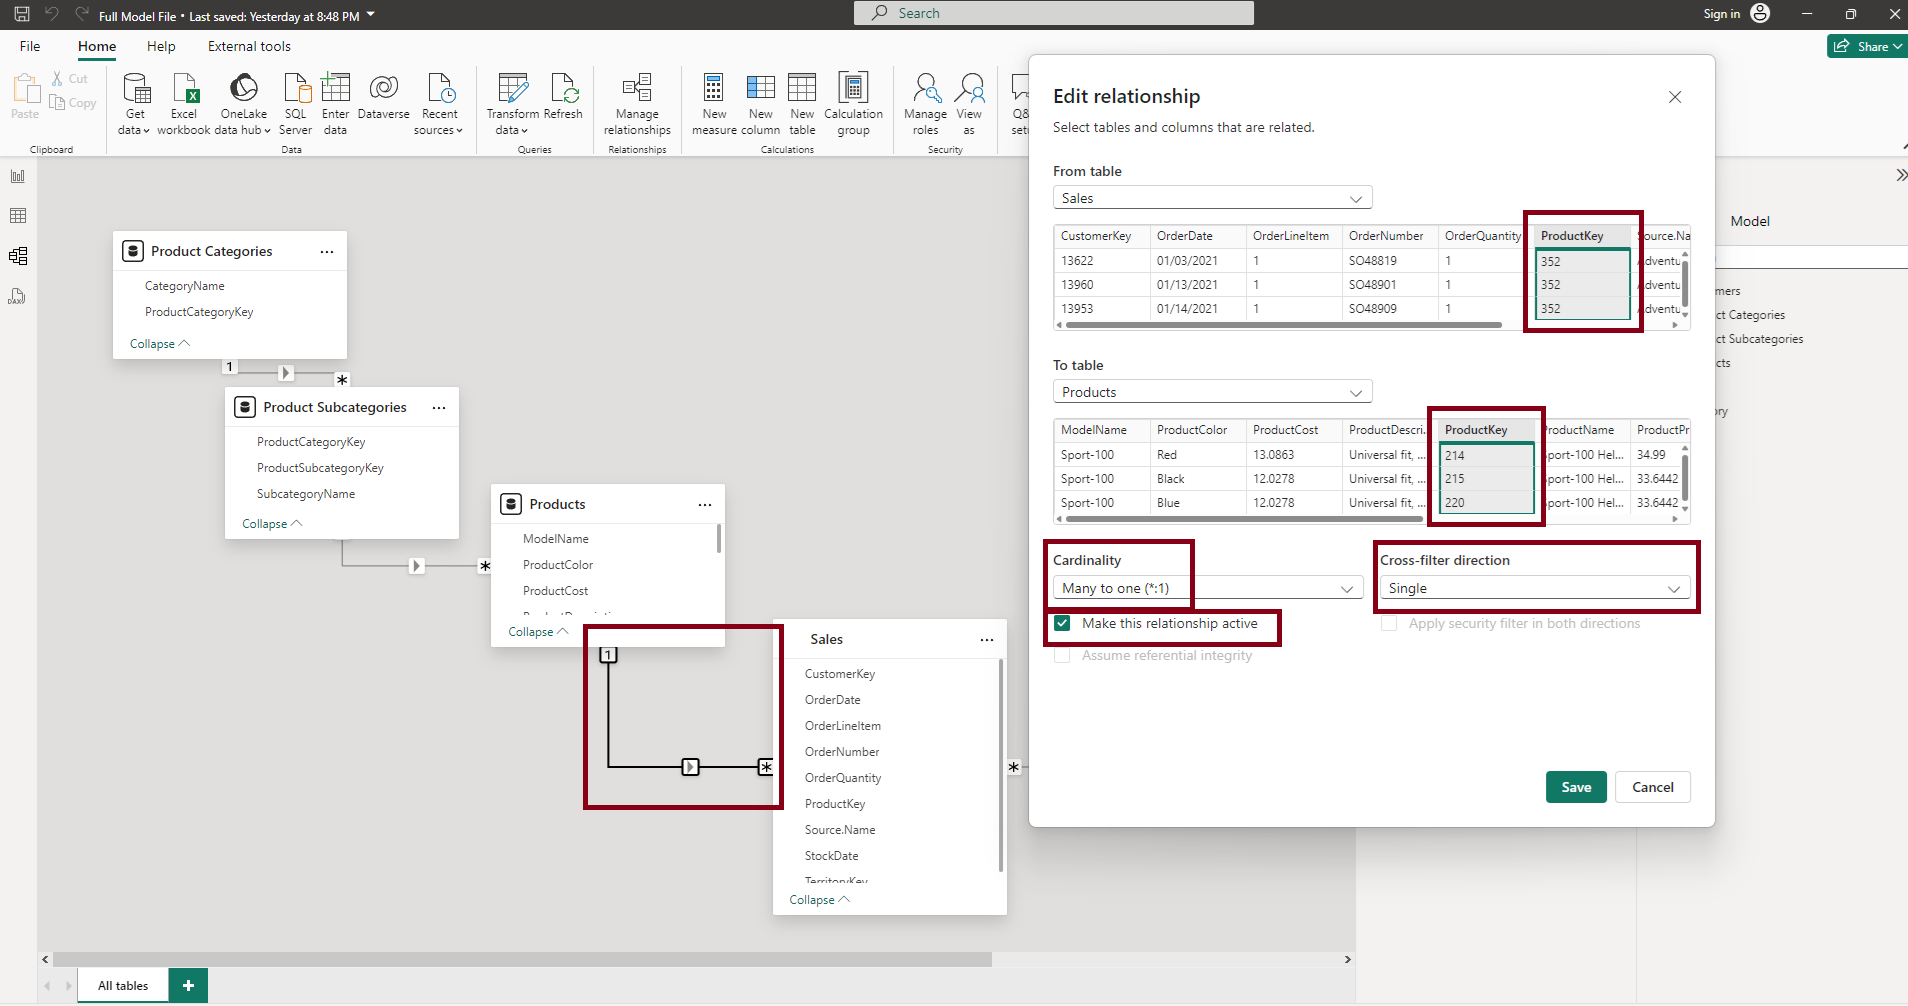 Full Model File • Last saved: Yesterday at 8:48 PM
Search
Sign in
File Home Help External tools
Share
Paste
Cut
Copy
Clipboard
Get data
Excel workbook
OneLake data hub
SQL Server
Enter data
Dataverse
Recent sources
Data
Transform data
Refresh
Queries
Manage relationships
Relationships
New measure
New column
New table
Calculation group
Calculations
Manage roles
View as
Security
Q&
DAX
Product Categories ...
CategoryName
ProductCategoryKey
Collapse
1
*
Product Subcategories ...
ProductCategoryKey
ProductSubcategoryKey
SubcategoryName
Collapse
*
Products ...
ModelName
ProductColor
ProductCost
Collapse
1
*
Sales ...
CustomerKey
OrderDate
OrderLineItem
OrderNumber
OrderQuantity
ProductKey
Source.Name
StockDate
TerritoryKey
Collapse
*
Edit relationship
Select tables and columns that are related.
From table
Sales
CustomerKey OrderDate OrderLineItem OrderNumber OrderQuantity ProductKey Source.Na
13622 01/03/2021 1 SO48819 1 352 Adventu
13960 01/13/2021 1 SO48901 1 352 Adventu
13953 01/14/2021 1 SO48909 1 352 Adventu
To table
Products
ModelName ProductColor ProductCost ProductDescri... ProductKey ProductName ProductPr
Sport-100 Red 13.0863 Universal fit, ... 214 Sport-100 Hel... 34.99
Sport-100 Black 12.0278 Universal fit, ... 215 Sport-100 Hel... 33.6442
Sport-100 Blue 12.0278 Universal fit, ... 220 Sport-100 Hel... 33.6442
Cardinality
Many to one (*:1)
Cross-filter direction
Single
Make this relationship active
Apply security filter in both directions
Assume referential integrity
Save
Cancel
Model
mers
ct Categories
ct Subcategories
cts
ory
All tables
+